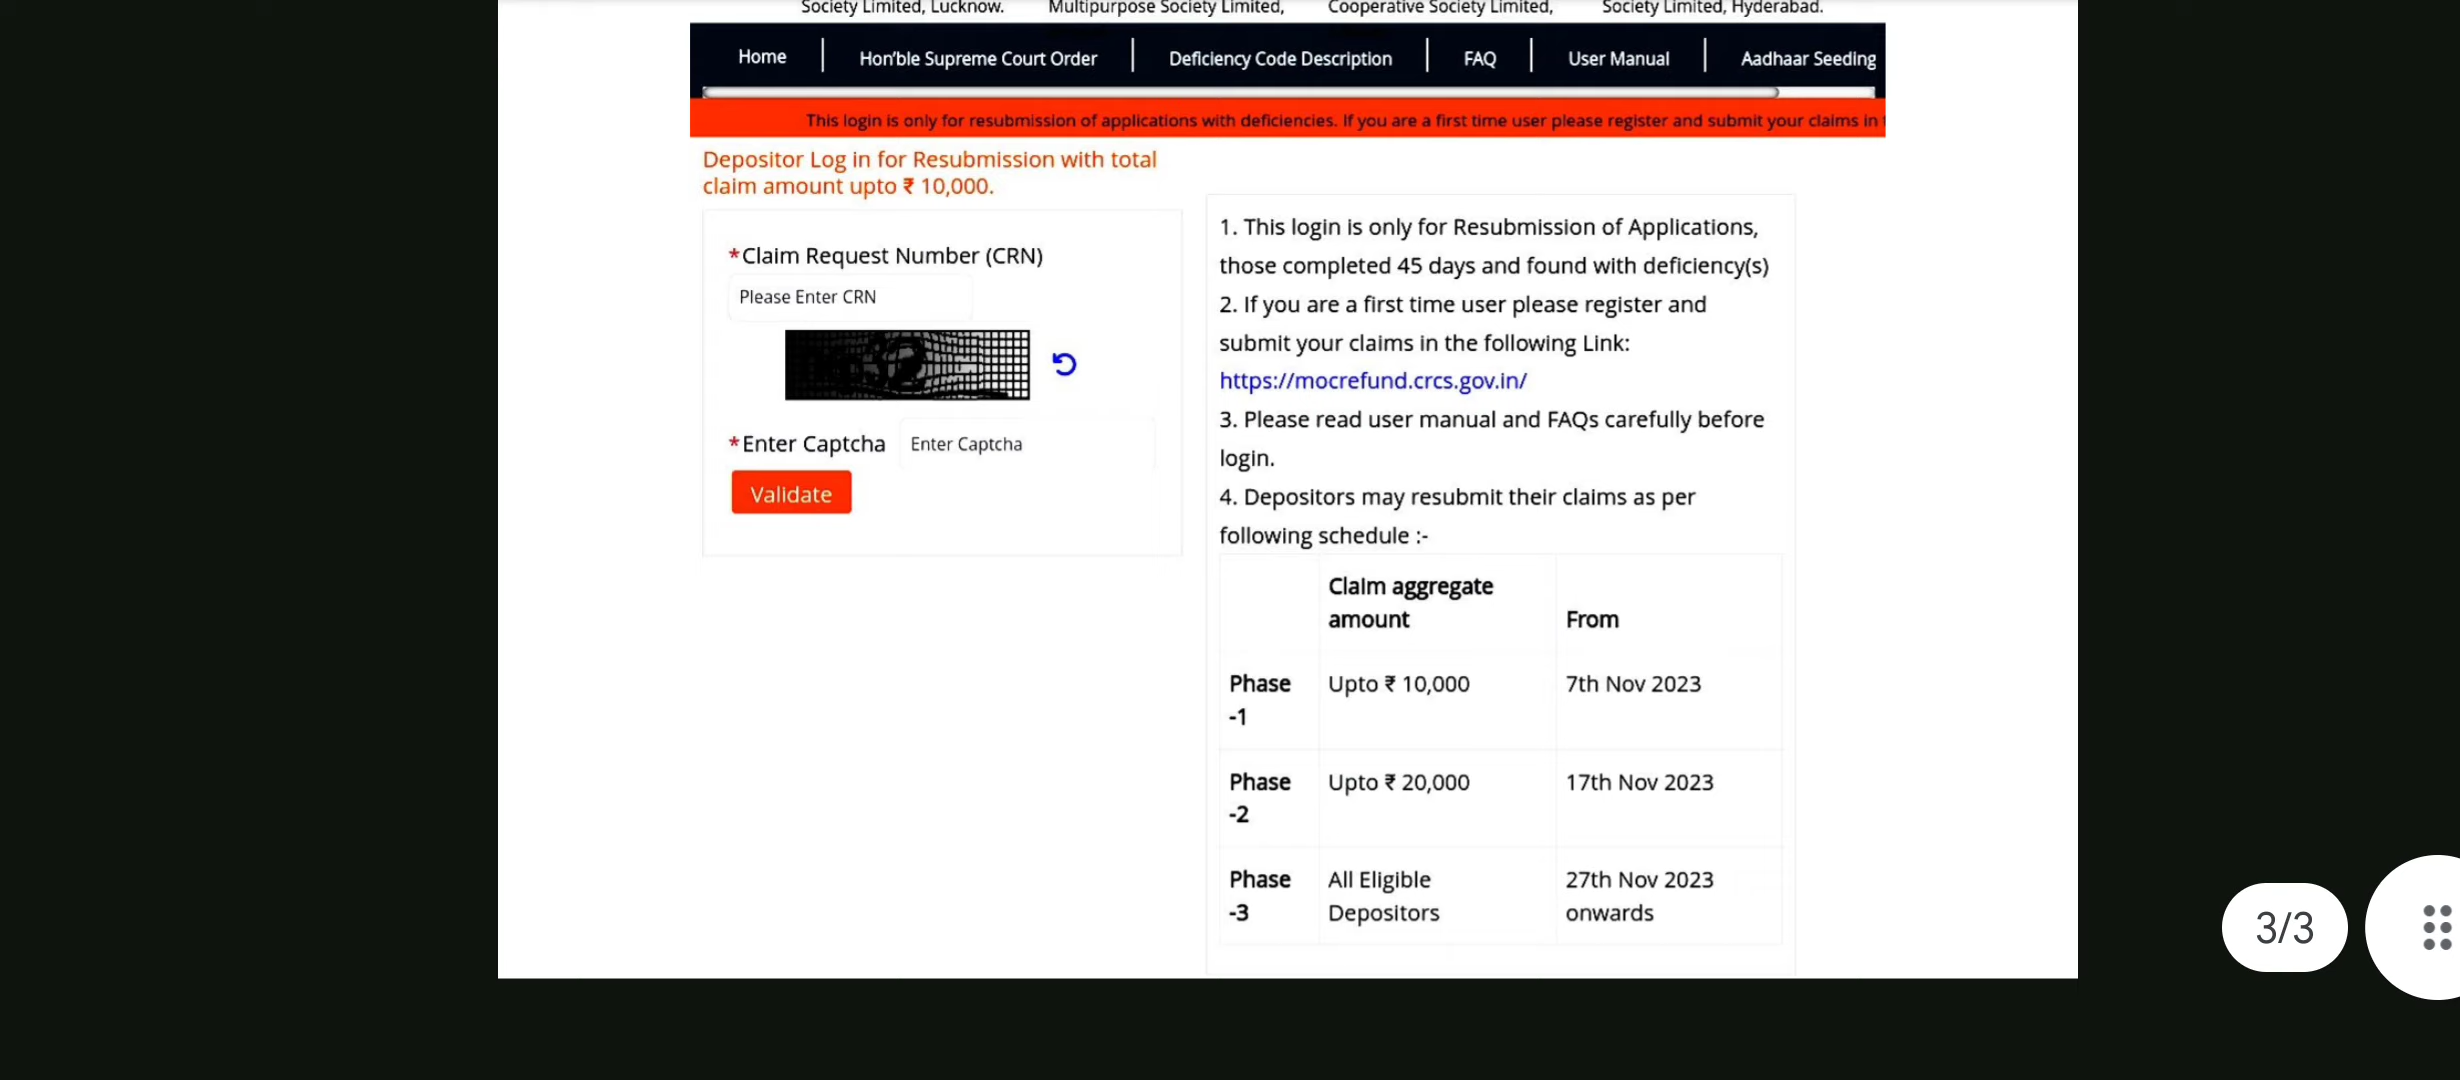 Society Limited, Lucknow. Multipurpose Society Limited, Cooperative Society Limited, Society Limited, Hyderabad.
Home Hon'ble Supreme Court Order Deficiency Code Description FAQ User Manual Aadhaar Seeding
This login is only for resubmission of applications with deficiencies. If you are a first time user please register and submit your claims in
Depositor Log in for Resubmission with total
claim amount upto ₹ 10,000.
*Claim Request Number (CRN)
Please Enter CRN
*Enter Captcha Enter Captcha
Validate
1. This login is only for Resubmission of Applications,
those completed 45 days and found with deficiency(s)
2. If you are a first time user please register and
submit your claims in the following Link:
https://mocrefund.crcs.gov.in/
3. Please read user manual and FAQs carefully before
login.
4. Depositors may resubmit their claims as per
following schedule :-
Claim aggregate
amount From
Phase Upto ₹ 10,000 7th Nov 2023
-1
Phase Upto ₹ 20,000 17th Nov 2023
-2
Phase All Eligible 27th Nov 2023
-3 Depositors onwards
3/3